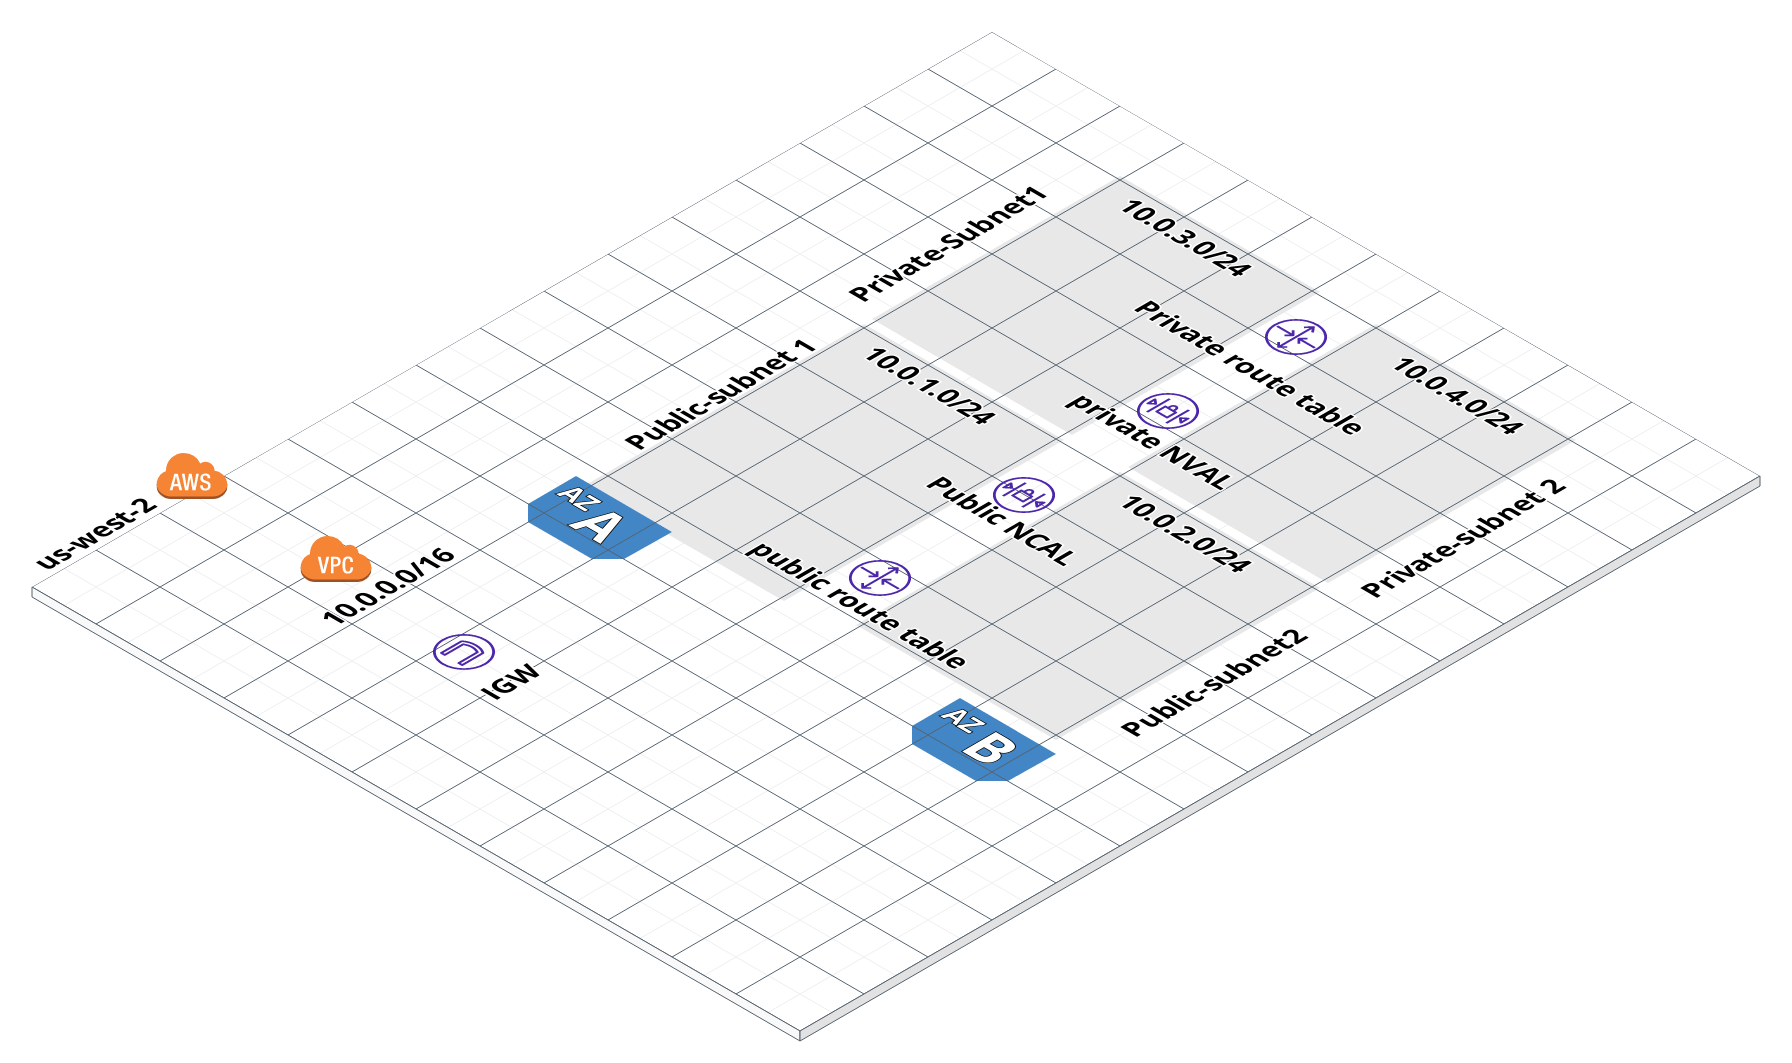 Private-Subnet1
10.0.3.0/24
Private route table
Public-subnet 1
10.0.1.0/24
private NVAL
10.0.4.0/24
AWS
us-west-2
VPC
10.0.0.0/16
AZ
A
Public NCAL
10.0.2.0/24
Private-subnet 2
public route table
IGW
Public-subnet2
AZ
B